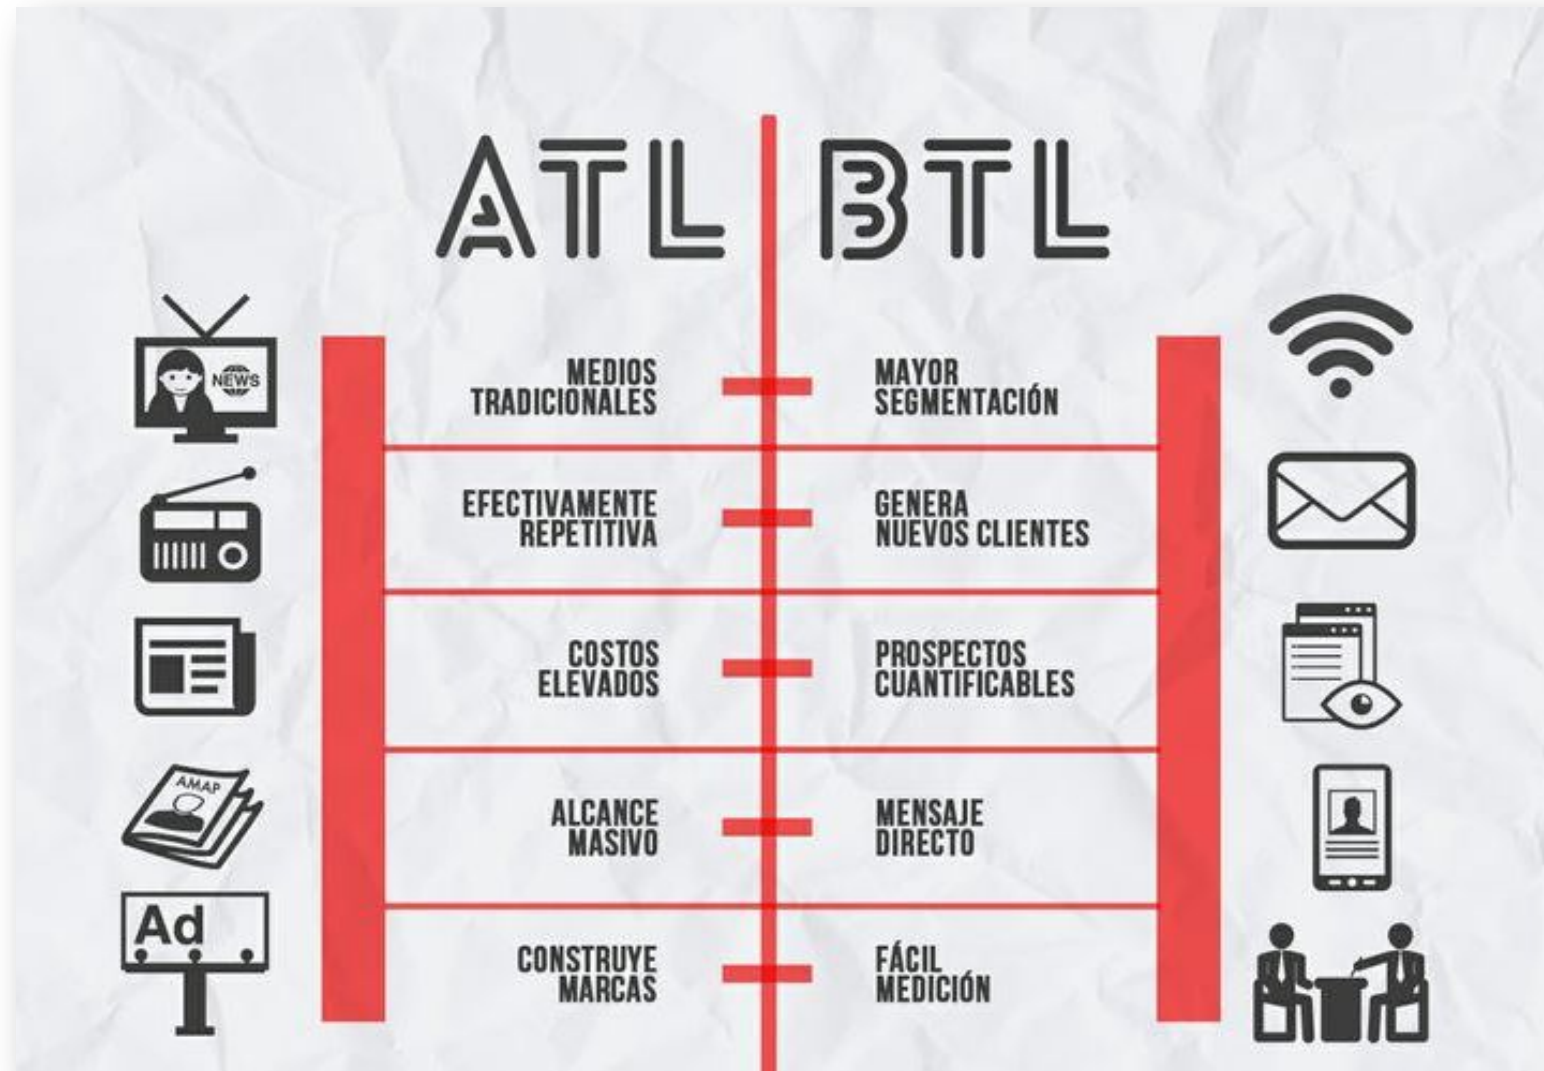 ATL BTL
NEWS
MEDIOS
TRADICIONALES
MAYOR
SEGMENTACIÓN
EFECTIVAMENTE
REPETITIVA
GENERA
NUEVOS CLIENTES
COSTOS
ELEVADOS
PROSPECTOS
CUANTIFICABLES
AMAP
ALCANCE
MASIVO
MENSAJE
DIRECTO
Ad
CONSTRUYE
MARCAS
FÁCIL
MEDICIÓN